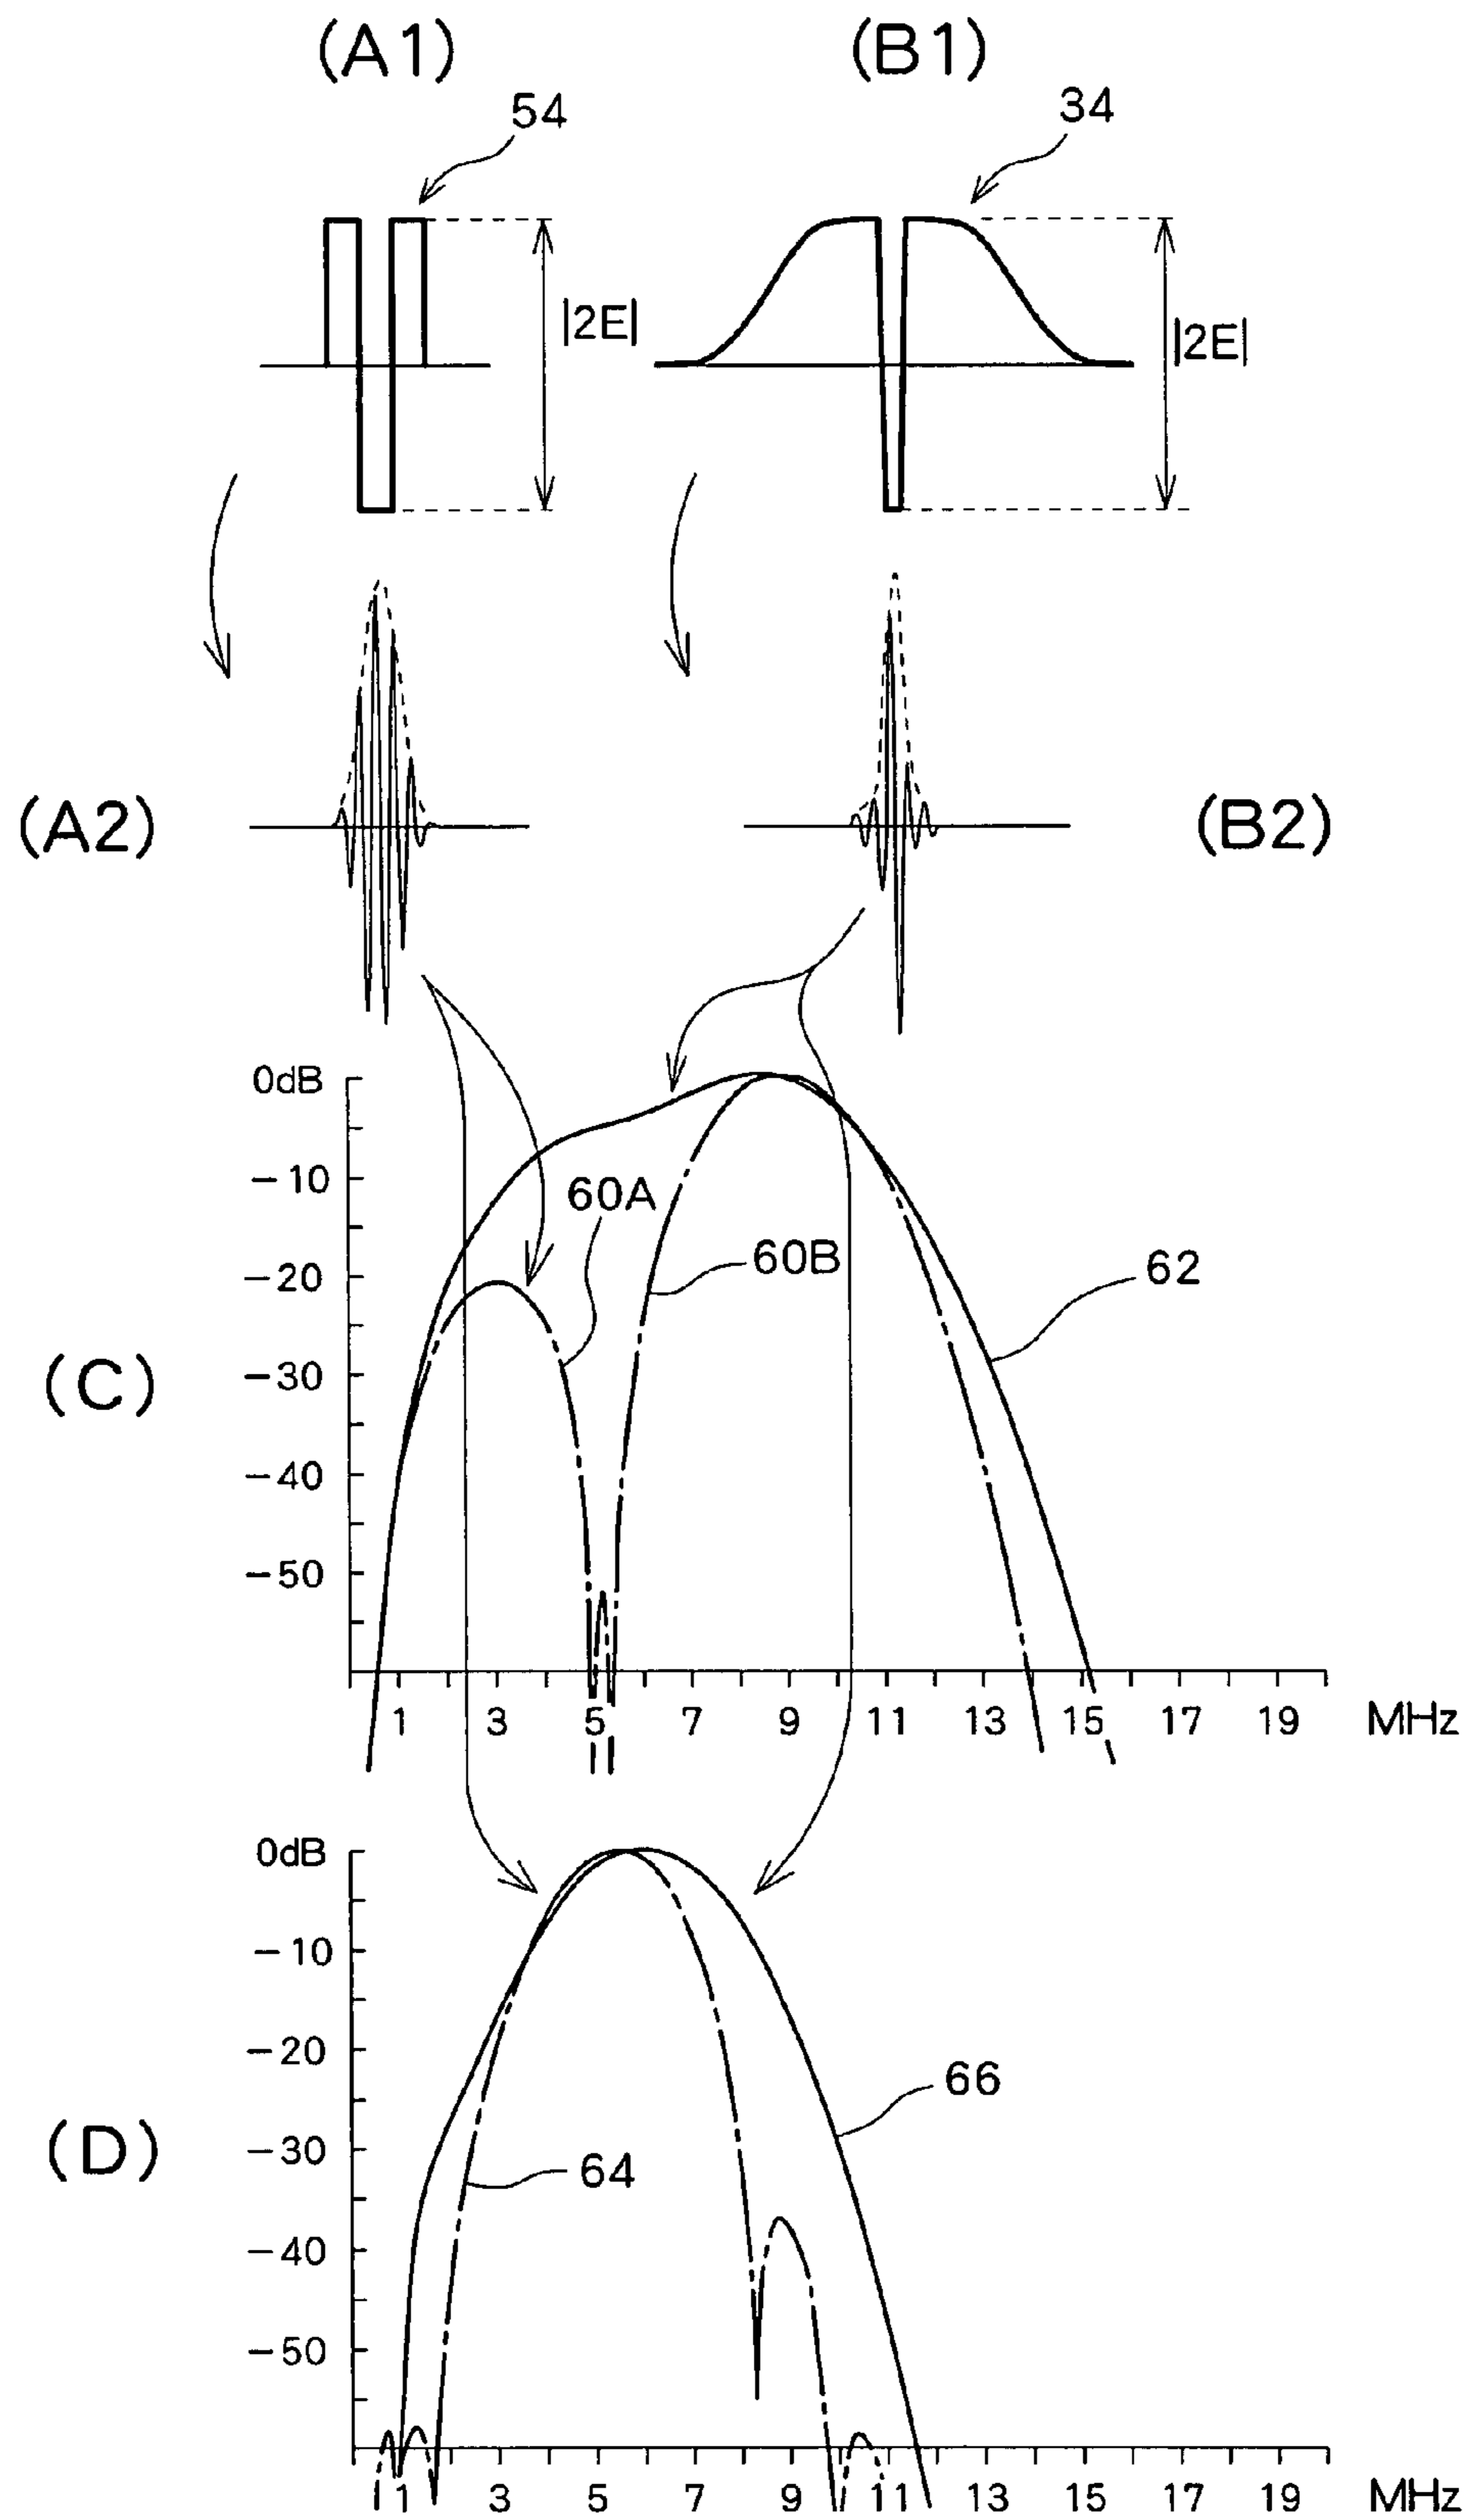 (A1) (B1)
54 34
|2E| |2E|
(A2) (B2)
(C)
0dB
-10
-20
-30
-40
-50
60A
60B
62
1 3 5 7 9 11 13 15 17 19 MHz
(D)
0dB
-10
-20
-30
-40
-50
66
64
1 3 5 7 9 11 13 15 17 19 MHz